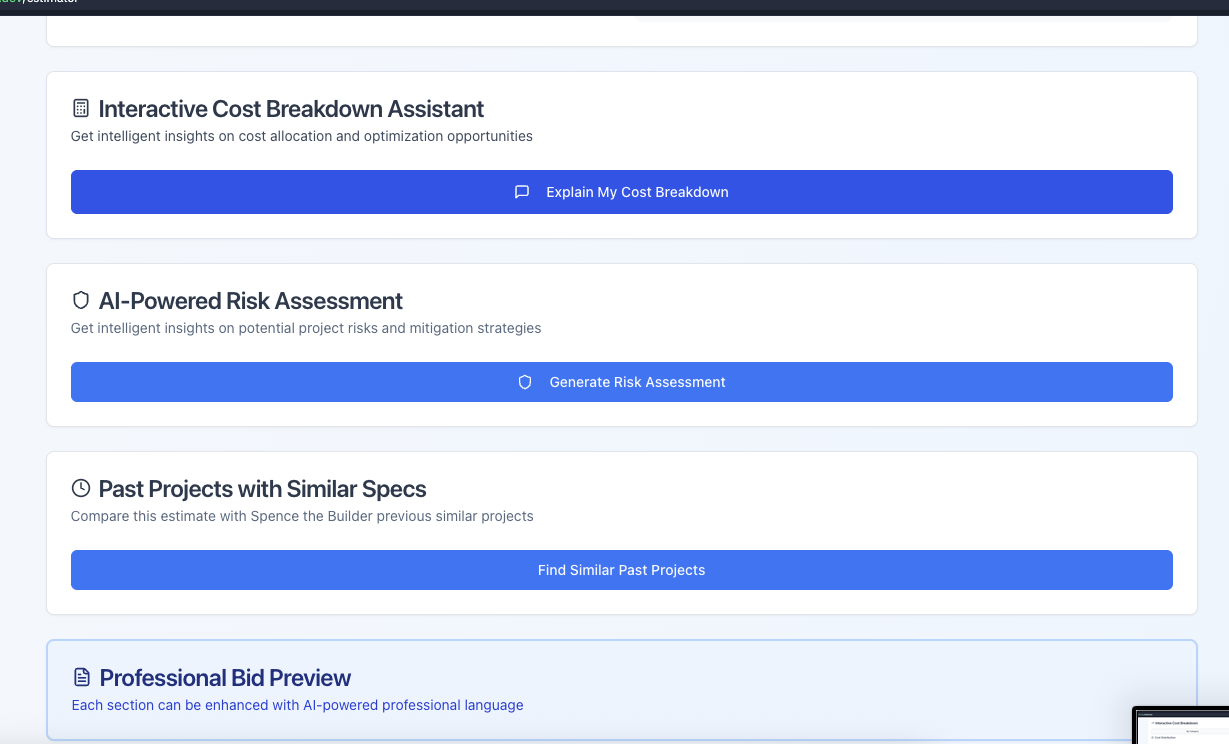 Interactive Cost Breakdown Assistant
Get intelligent insights on cost allocation and optimization opportunities
Explain My Cost Breakdown
AI-Powered Risk Assessment
Get intelligent insights on potential project risks and mitigation strategies
Generate Risk Assessment
Past Projects with Similar Specs
Compare this estimate with Spence the Builder previous similar projects
Find Similar Past Projects
Professional Bid Preview
Each section can be enhanced with AI-powered professional language